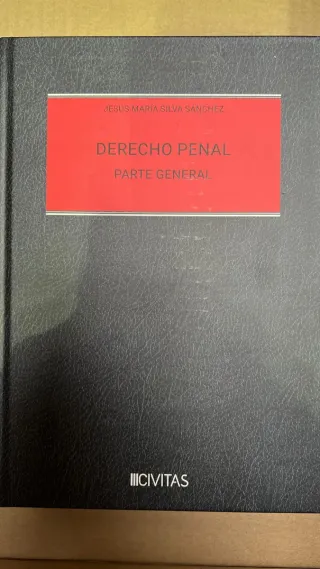 JESÚS-MARÍA SILVA SÁNCHEZ
DERECHO PENAL
PARTE GENERAL
CIVITAS